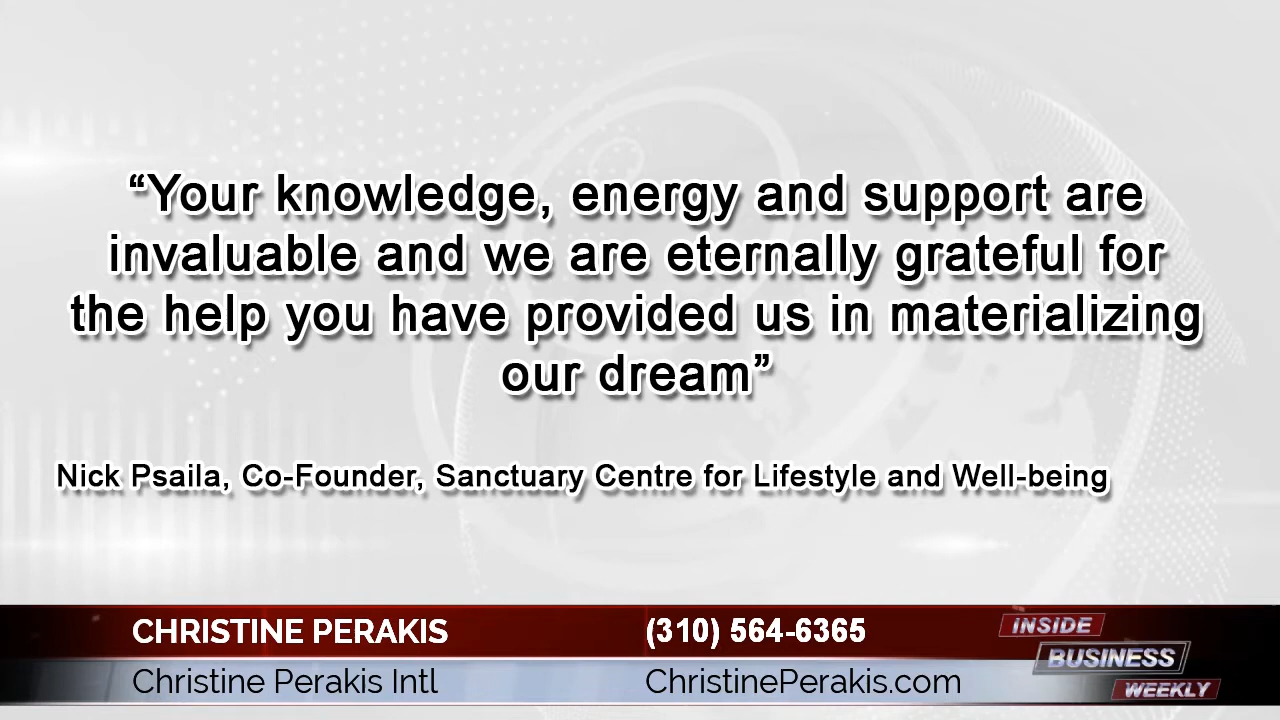 “Your knowledge, energy and support are
invaluable and we are eternally grateful for
the help you have provided us in materializing
our dream”
Nick Psaila, Co-Founder, Sanctuary Centre for Lifestyle and Well-being
CHRISTINE PERAKIS
(310) 564-6365
Christine Perakis Intl
ChristinePerakis.com
INSIDE
BUSINESS
WEEKLY